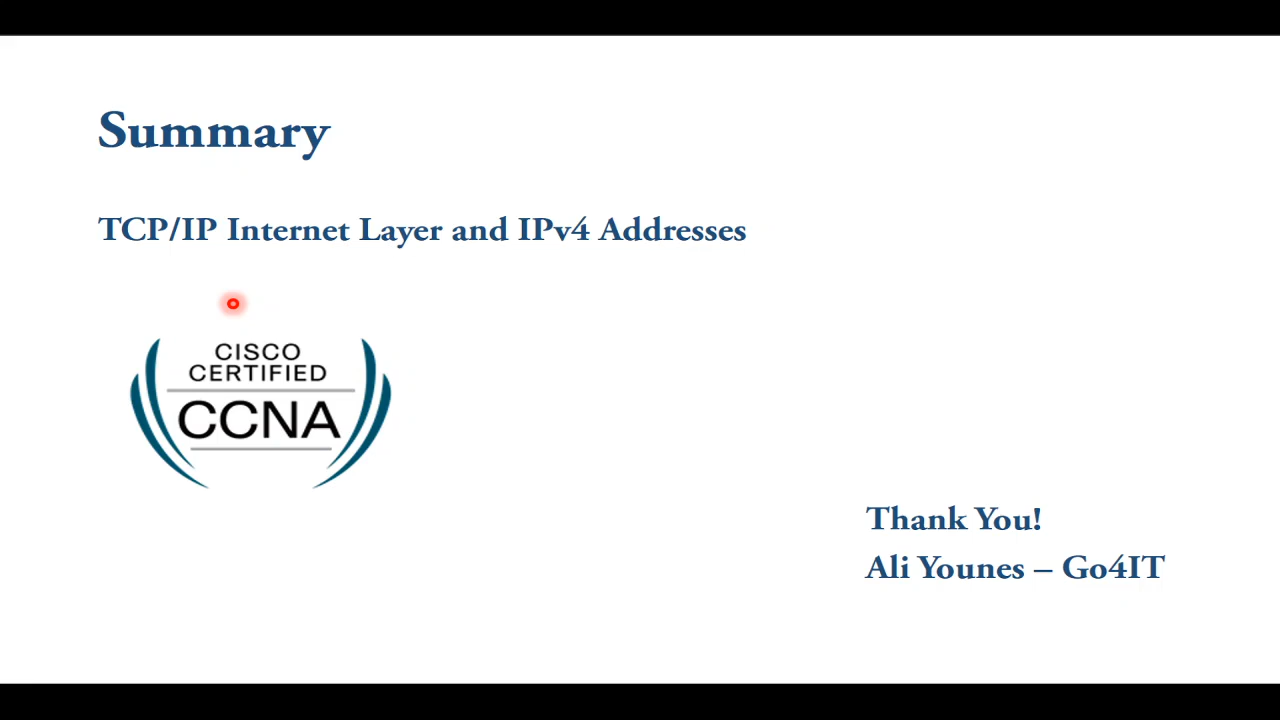 Summary
TCP/IP Internet Layer and IPv4 Addresses
CISCO
CERTIFIED
CCNA
Thank You!
Ali Younes – Go4IT